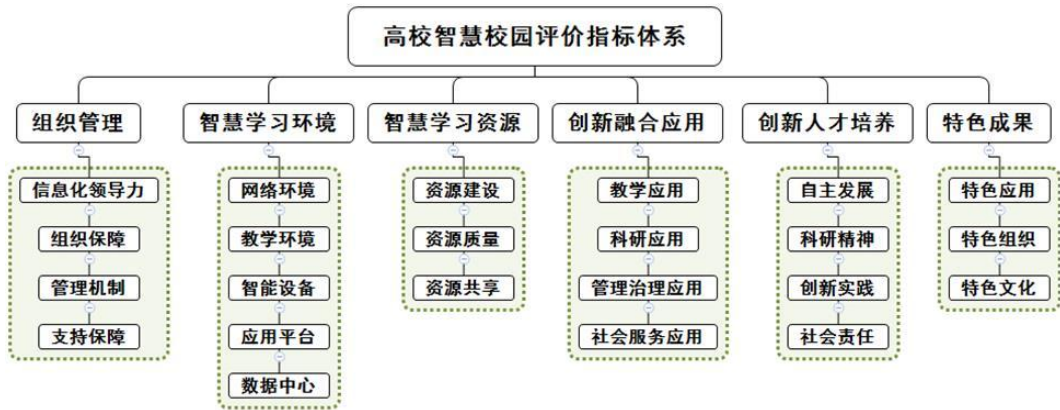 高校智慧校园评价指标体系
组织管理
智慧学习环境
智慧学习资源
创新融合应用
创新人才培养
特色成果
信息化领导力
组织保障
管理机制
支持保障
网络环境
教学环境
智能设备
应用平台
数据中心
资源建设
资源质量
资源共享
教学应用
科研应用
管理治理应用
社会服务应用
自主发展
科研精神
创新实践
社会责任
特色应用
特色组织
特色文化